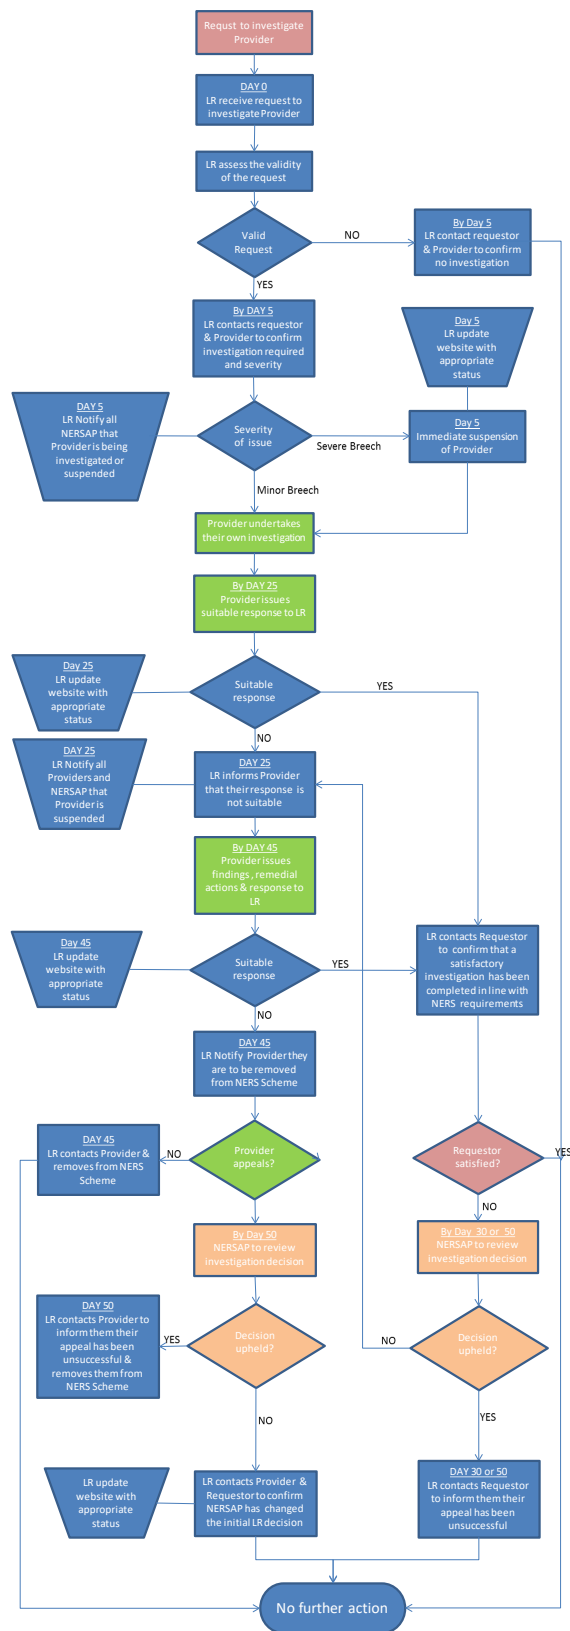 Requst to investigate
Provider
DAY 0
LR receive request to
investigate Provider
LR assess the validity
of the request
Valid
Request
NO
By Day 5
LR contact requestor
& Provider to confirm
no investigation
YES
By DAY 5
LR contacts requestor
& Provider to confirm
investigation required
and severity
Day 5
LR update
website with
appropriate
status
DAY 5
LR Notify all
NERSAP that
Provider is being
investigated or
suspended
Severity
of issue
Severe Breech
Day 5
Immediate suspension
of Provider
Minor Breech
Provider undertakes
their own investigation
By DAY 25
Provider issues
suitable response to LR
Day 25
LR update
website with
appropriate
status
Suitable
response
YES
NO
DAY 25
LR Notify all
Providers and
NERSAP that
Provider is
suspended
DAY 25
LR informs Provider
that their response is
not suitable
By DAY 45
Provider issues
findings, remedial
actions & response to
LR
Day 45
LR update
website with
appropriate
status
Suitable
response
YES
LR contacts Requestor
to confirm that a
satisfactory
investigation has been
completed in line with
NERS requirements
NO
DAY 45
LR Notify Provider they
are to be removed
from NERS Scheme
DAY 45
LR contacts Provider &
removes from NERS
Scheme
NO
Provider
appeals?
Requestor
satisfied?
YES
NO
By Day 50
NERSAP to review
investigation decision
By Day 30 or 50
NERSAP to review
investigation decision
DAY 50
LR contacts Provider to
inform them their
appeal has been
unsuccessful &
removes them from
NERS Scheme
YES
Decision
upheld?
NO
Decision
upheld?
NO
YES
LR update
website with
appropriate
status
LR contacts Provider &
Requestor to confirm
NERSAP has changed
the initial LR decision
DAY 30 or 50
LR contacts Requestor
to inform them their
appeal has been
unsuccessful
No further action